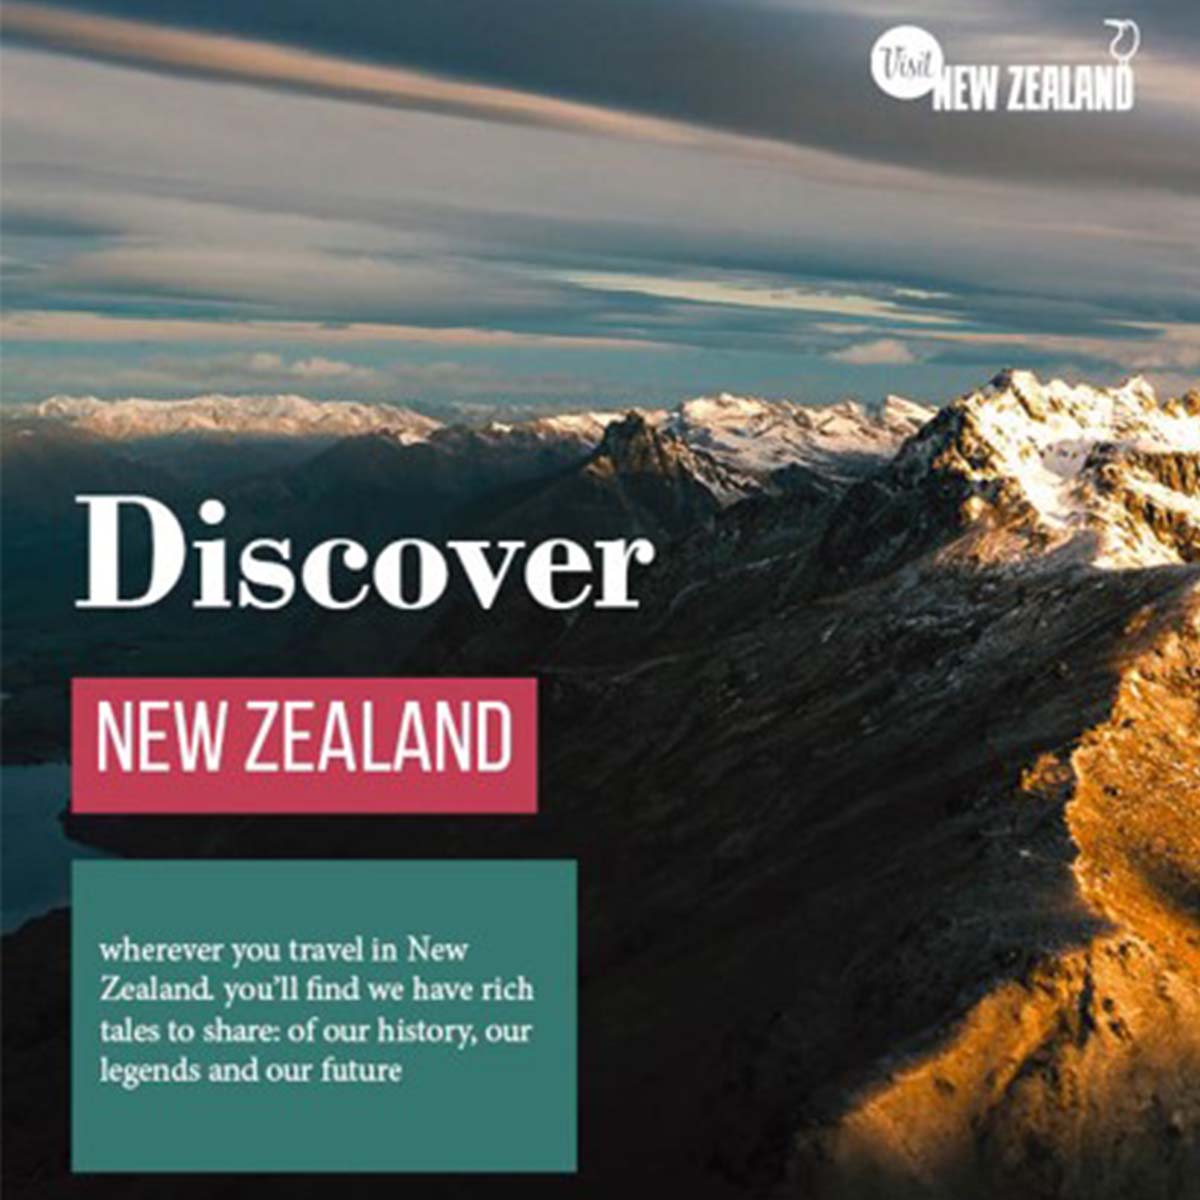 Visit
NEW ZEALAND
Discover
NEW ZEALAND
wherever you travel in New
Zealand. you'll find we have rich
tales to share: of our history, our
legends and our future